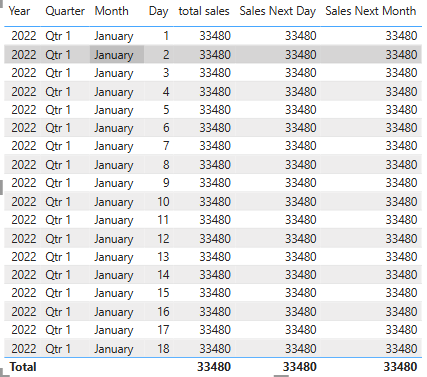 Year Quarter Month Day total sales Sales Next Day Sales Next Month
2022 Qtr 1 January 1 33480 33480 33480
2022 Qtr 1 January 2 33480 33480 33480
2022 Qtr 1 January 3 33480 33480 33480
2022 Qtr 1 January 4 33480 33480 33480
2022 Qtr 1 January 5 33480 33480 33480
2022 Qtr 1 January 6 33480 33480 33480
2022 Qtr 1 January 7 33480 33480 33480
2022 Qtr 1 January 8 33480 33480 33480
2022 Qtr 1 January 9 33480 33480 33480
2022 Qtr 1 January 10 33480 33480 33480
2022 Qtr 1 January 11 33480 33480 33480
2022 Qtr 1 January 12 33480 33480 33480
2022 Qtr 1 January 13 33480 33480 33480
2022 Qtr 1 January 14 33480 33480 33480
2022 Qtr 1 January 15 33480 33480 33480
2022 Qtr 1 January 16 33480 33480 33480
2022 Qtr 1 January 17 33480 33480 33480
2022 Qtr 1 January 18 33480 33480 33480
Total 33480 33480 33480